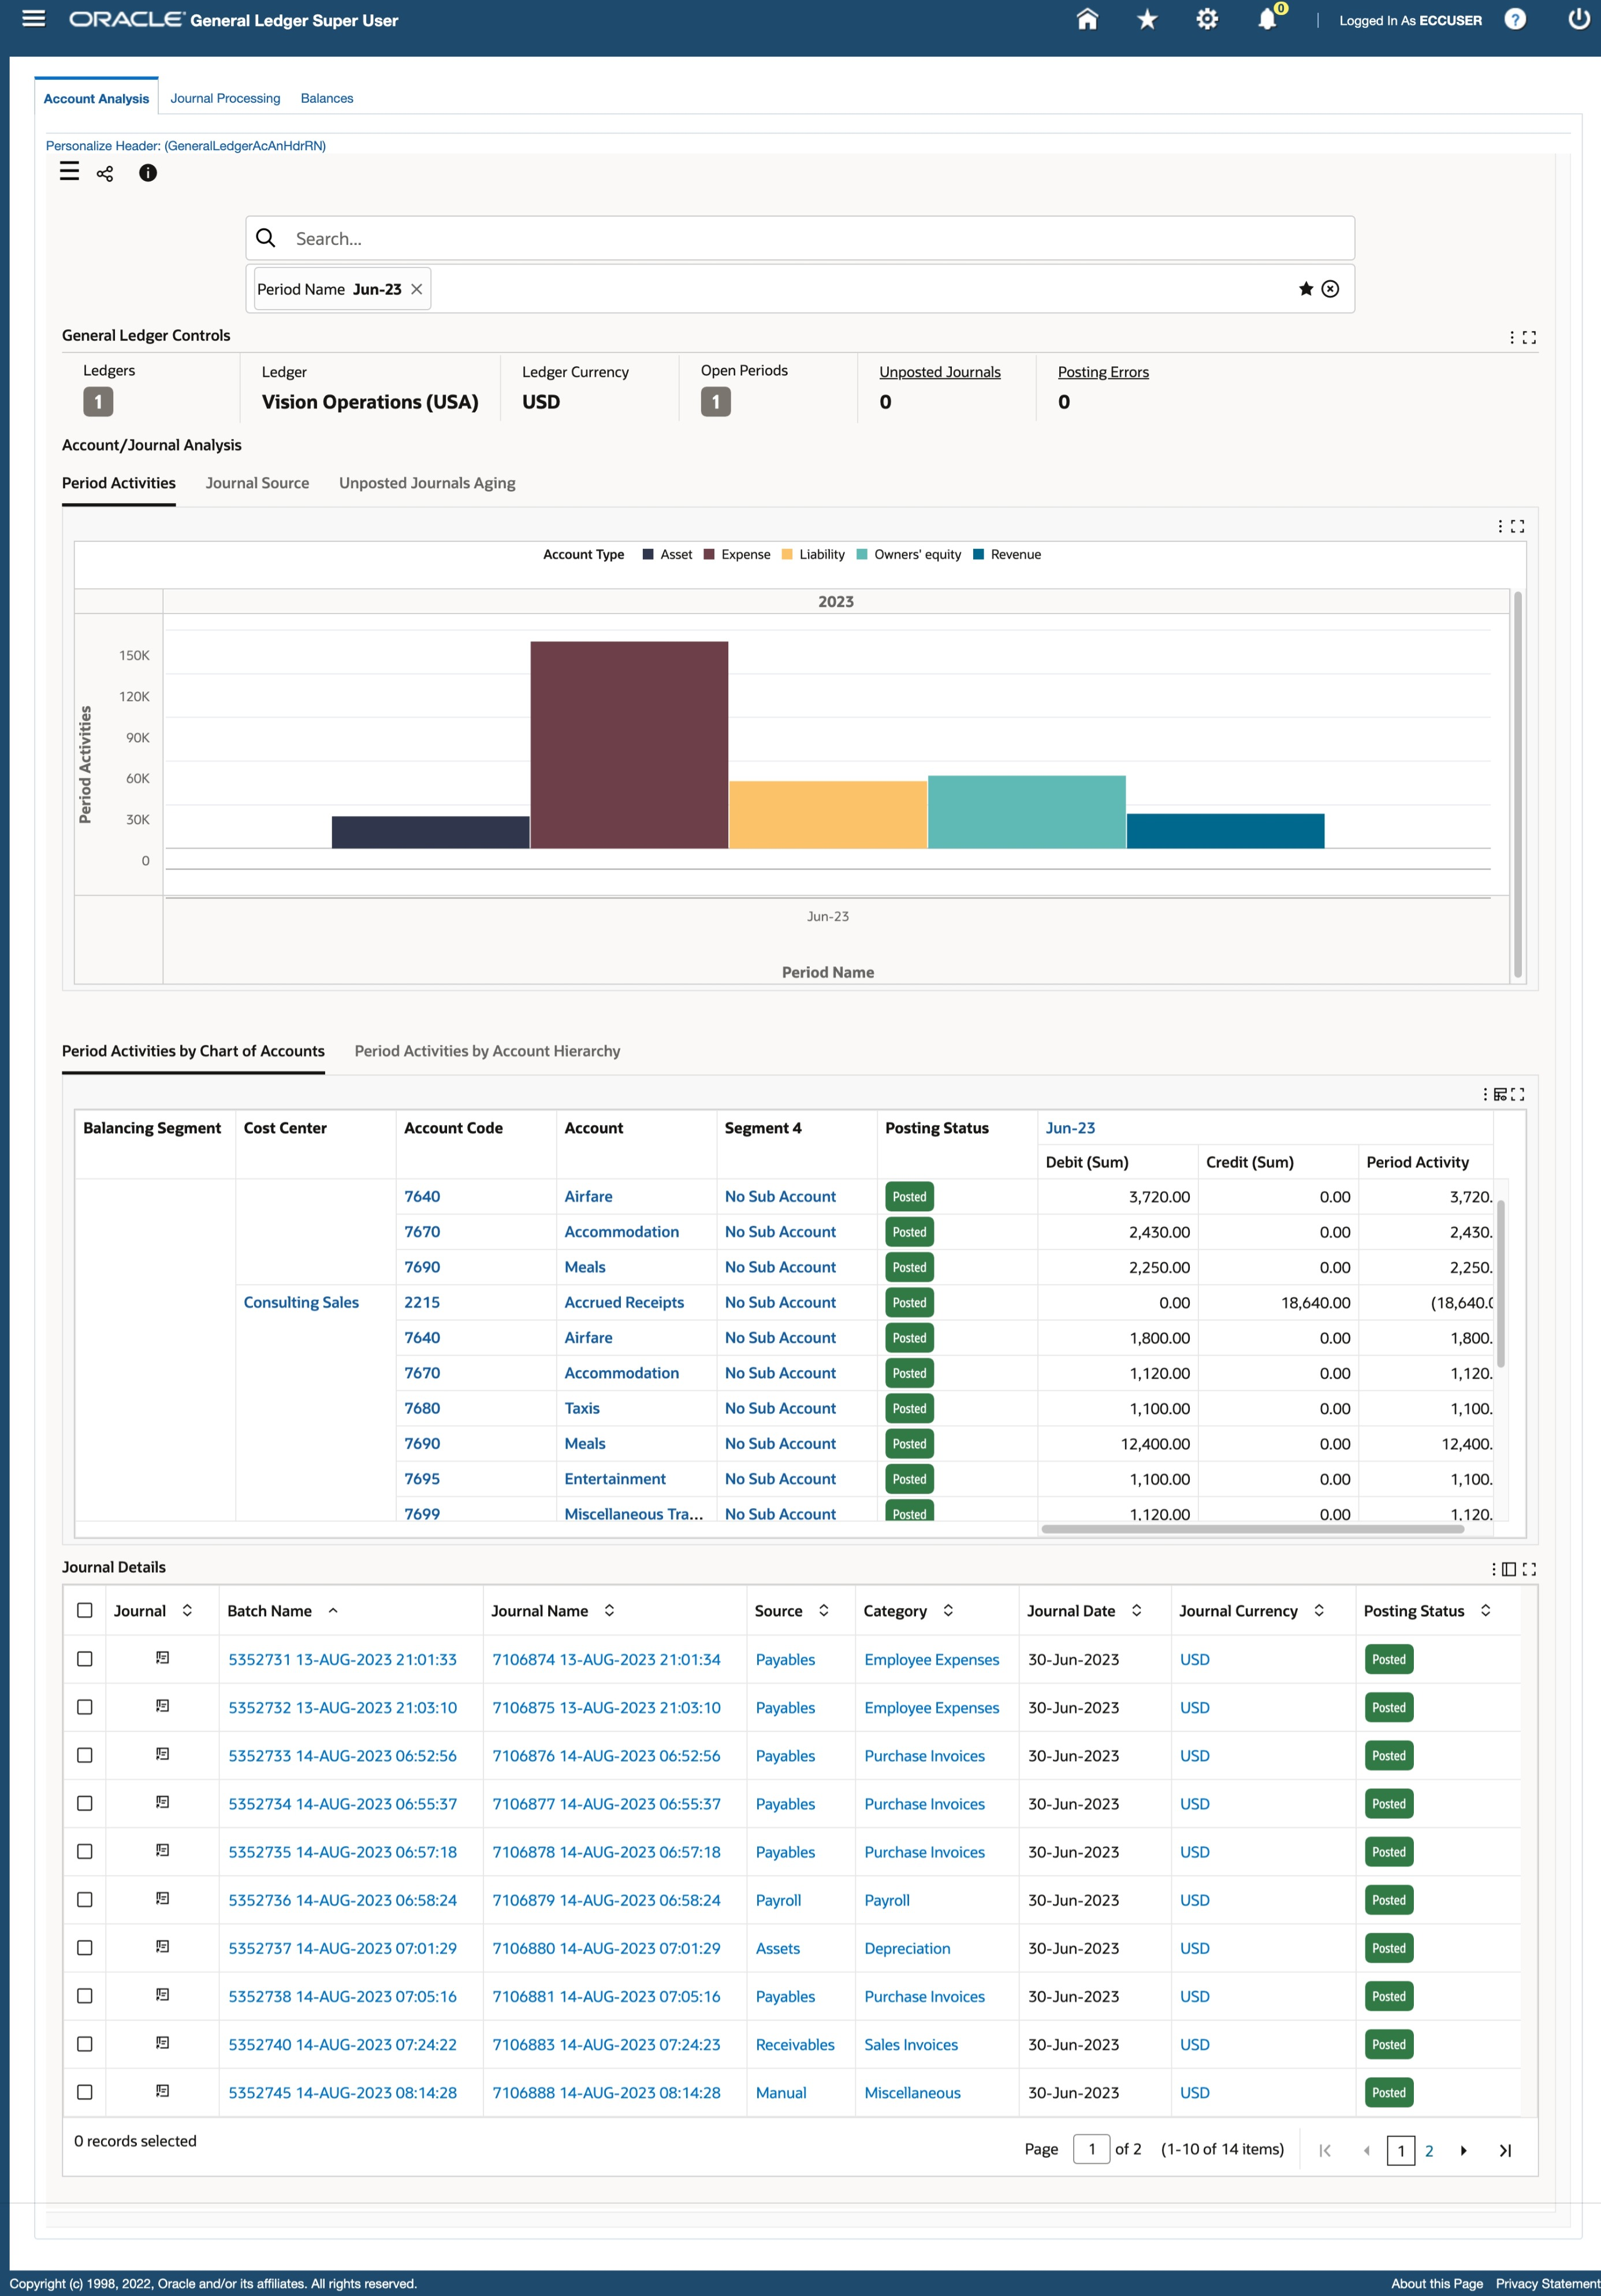 ORACLE General Ledger Super User
0
Logged In As ECCUSER ?
Account Analysis Journal Processing Balances
Personalize Header: (GeneralLedgerAcAnHdrRN)
Search...
Period Name Jun-23
General Ledger Controls
Ledgers Ledger Ledger Currency Open Periods Unposted Journals Posting Errors
1 Vision Operations (USA) USD 1 0 0
Account/Journal Analysis
Period Activities Journal Source Unposted Journals Aging
Account Type Asset Expense Liability Owners' equity Revenue
2023
Period Activities
150K
120K
90K
60K
30K
0
Jun-23
Period Name
Period Activities by Chart of Accounts Period Activities by Account Hierarchy
Balancing Segment Cost Center Account Code Account Segment 4 Posting Status Jun-23
Debit (Sum) Credit (Sum) Period Activity
7640 Airfare No Sub Account Posted 3,720.00 0.00 3,720.
7670 Accommodation No Sub Account Posted 2,430.00 0.00 2,430.
7690 Meals No Sub Account Posted 2,250.00 0.00 2,250.
Consulting Sales 2215 Accrued Receipts No Sub Account Posted 0.00 18,640.00 (18,640.0
7640 Airfare No Sub Account Posted 1,800.00 0.00 1,800.
7670 Accommodation No Sub Account Posted 1,120.00 0.00 1,120.
7680 Taxis No Sub Account Posted 1,100.00 0.00 1,100.
7690 Meals No Sub Account Posted 12,400.00 0.00 12,400.
7695 Entertainment No Sub Account Posted 1,100.00 0.00 1,100.
7699 Miscellaneous Tra... No Sub Account Posted 1,120.00 0.00 1,120.
Journal Details
Journal Batch Name Journal Name Source Category Journal Date Journal Currency Posting Status
5352731 13-AUG-2023 21:01:33 7106874 13-AUG-2023 21:01:34 Payables Employee Expenses 30-Jun-2023 USD Posted
5352732 13-AUG-2023 21:03:10 7106875 13-AUG-2023 21:03:10 Payables Employee Expenses 30-Jun-2023 USD Posted
5352733 14-AUG-2023 06:52:56 7106876 14-AUG-2023 06:52:56 Payables Purchase Invoices 30-Jun-2023 USD Posted
5352734 14-AUG-2023 06:55:37 7106877 14-AUG-2023 06:55:37 Payables Purchase Invoices 30-Jun-2023 USD Posted
5352735 14-AUG-2023 06:57:18 7106878 14-AUG-2023 06:57:18 Payables Purchase Invoices 30-Jun-2023 USD Posted
5352736 14-AUG-2023 06:58:24 7106879 14-AUG-2023 06:58:24 Payroll Payroll 30-Jun-2023 USD Posted
5352737 14-AUG-2023 07:01:29 7106880 14-AUG-2023 07:01:29 Assets Depreciation 30-Jun-2023 USD Posted
5352738 14-AUG-2023 07:05:16 7106881 14-AUG-2023 07:05:16 Payables Purchase Invoices 30-Jun-2023 USD Posted
5352740 14-AUG-2023 07:24:22 7106883 14-AUG-2023 07:24:23 Receivables Sales Invoices 30-Jun-2023 USD Posted
5352745 14-AUG-2023 08:14:28 7106888 14-AUG-2023 08:14:28 Manual Miscellaneous 30-Jun-2023 USD Posted
0 records selected
Page 1 of 2 (1-10 of 14 items) 1 2
Copyright (c) 1998, 2022, Oracle and/or its affiliates. All rights reserved.
About this Page Privacy Statement